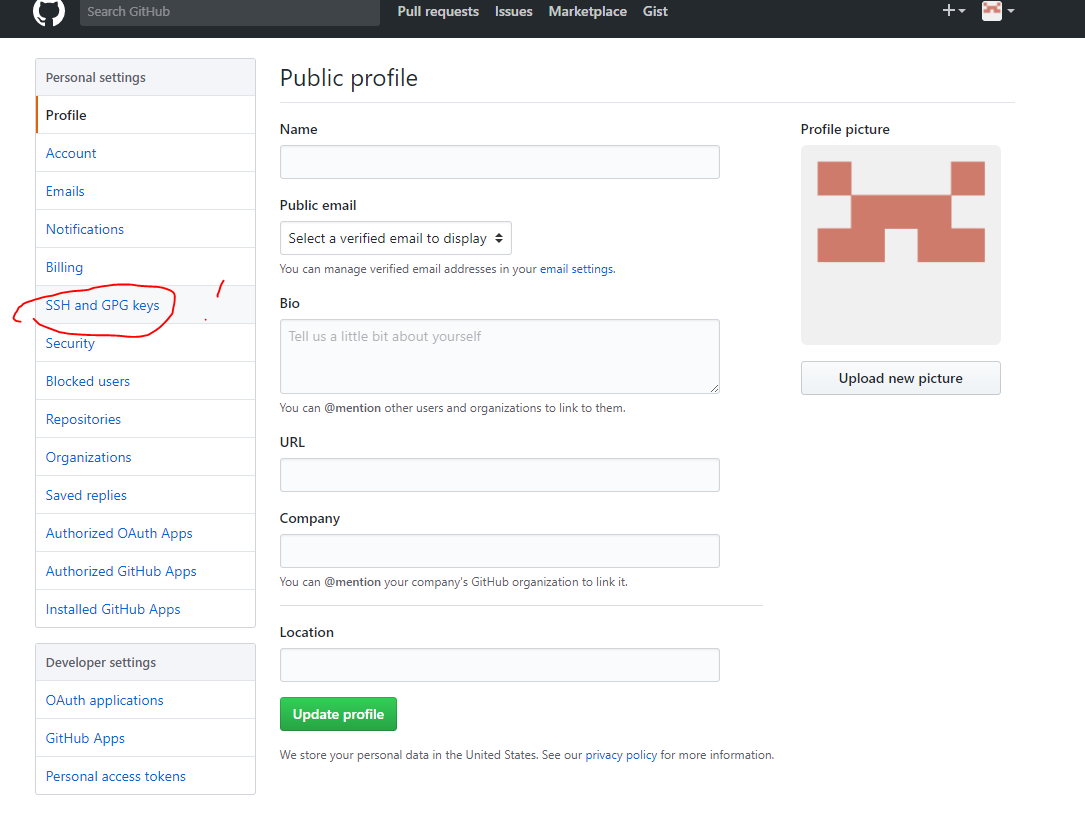 Search GitHub
Pull requests Issues Marketplace Gist
Personal settings
Profile
Account
Emails
Notifications
Billing
SSH and GPG keys
Security
Blocked users
Repositories
Organizations
Saved replies
Authorized OAuth Apps
Authorized GitHub Apps
Installed GitHub Apps
Developer settings
OAuth applications
GitHub Apps
Personal access tokens
Public profile
Name
Public email
Select a verified email to display
You can manage verified email addresses in your email settings.
Bio
Tell us a little bit about yourself
You can @mention other users and organizations to link to them.
URL
Company
You can @mention your company's GitHub organization to link it.
Location
Update profile
We store your personal data in the United States. See our privacy policy for more information.
Profile picture
Upload new picture